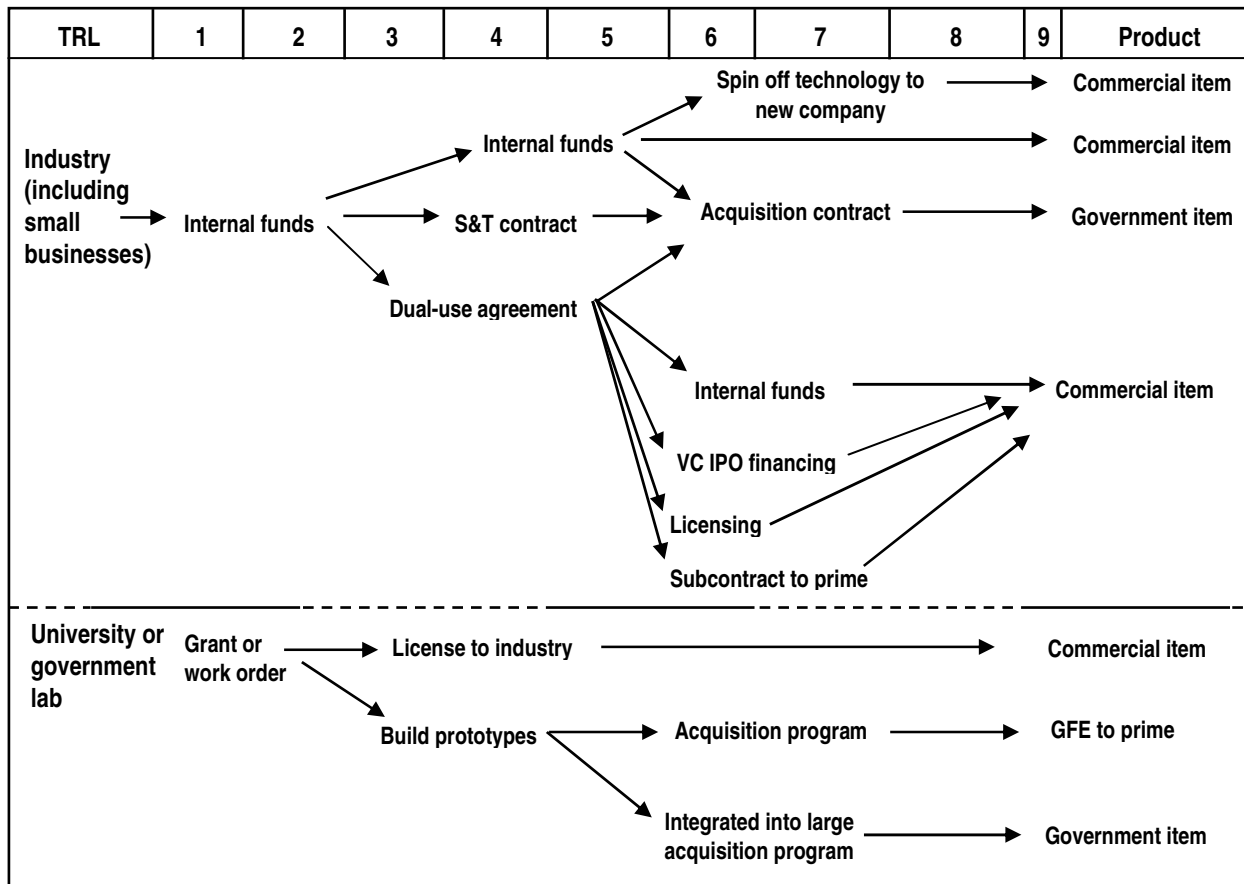 TRL 1 2 3 4 5 6 7 8 9 Product
Spin off technology to
new company
Commercial item
Internal funds
Commercial item
Industry
(including
small
businesses)
Internal funds
S&T contract
Acquisition contract
Government item
Dual-use agreement
Internal funds
Commercial item
VC IPO financing
Licensing
Subcontract to prime
University or
government
lab
Grant or
work order
License to industry
Commercial item
Build prototypes
Acquisition program
GFE to prime
Integrated into large
acquisition program
Government item